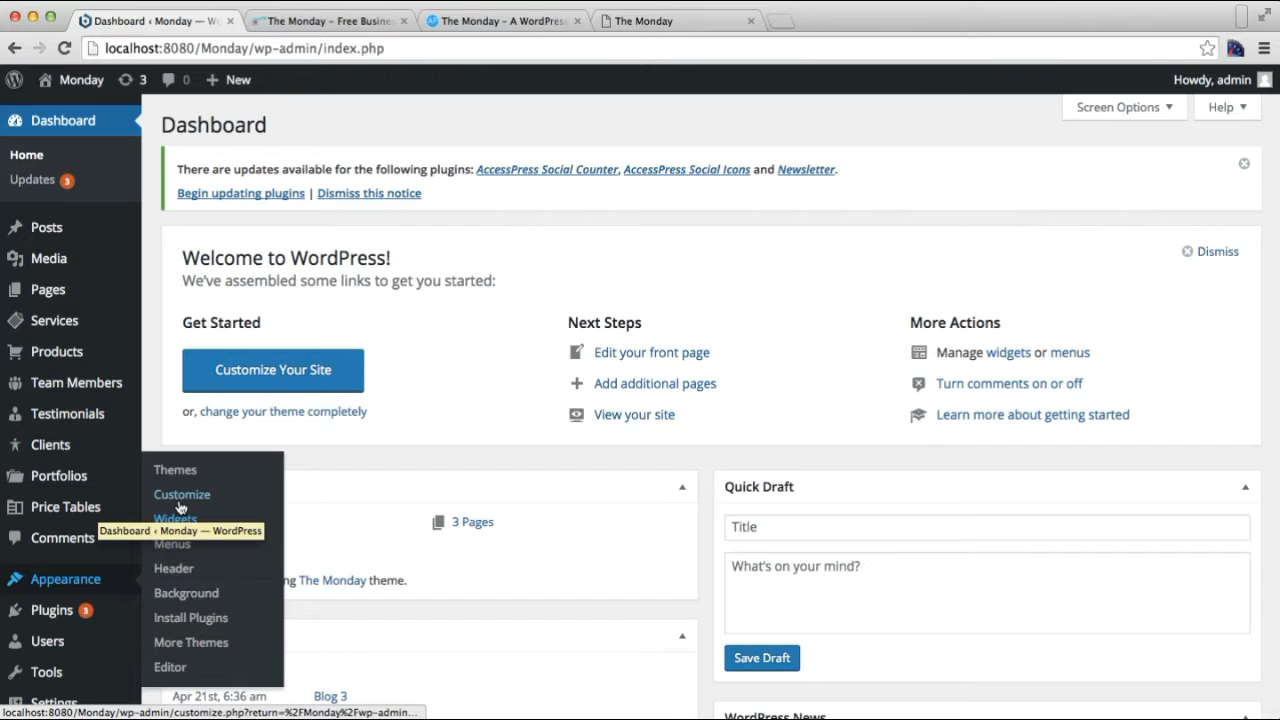 Dashboard ‹ Monday — W
The Monday – Free Busine
The Monday - A WordPress
The Monday
localhost:8080/Monday/wp-admin/index.php
Monday
3
0
New
Howdy, admin
Dashboard
Home
Updates 3
Posts
Media
Pages
Services
Products
Team Members
Testimonials
Clients
Portfolios
Price Tables
Comments
Appearance
Plugins 3
Users
Tools
Settings
Themes
Customize
Widgets
Dashboard ‹ Monday — WordPress
Menus
Header
Background
Install Plugins
More Themes
Editor
Screen Options
Help
Dashboard
There are updates available for the following plugins: AccessPress Social Counter, AccessPress Social Icons and Newsletter.
Begin updating plugins | Dismiss this notice
Welcome to WordPress!
Dismiss
We've assembled some links to get you started:
Get Started
Customize Your Site
or, change your theme completely
Next Steps
Edit your front page
Add additional pages
View your site
More Actions
Manage widgets or menus
Turn comments on or off
Learn more about getting started
3 Pages
The Monday theme.
Apr 21st, 6:36 am
Blog 3
Quick Draft
Title
What's on your mind?
Save Draft
WordPress News
localhost:8080/Monday/wp-admin/customize.php?return=%2FMonday%2Fwp-admin...